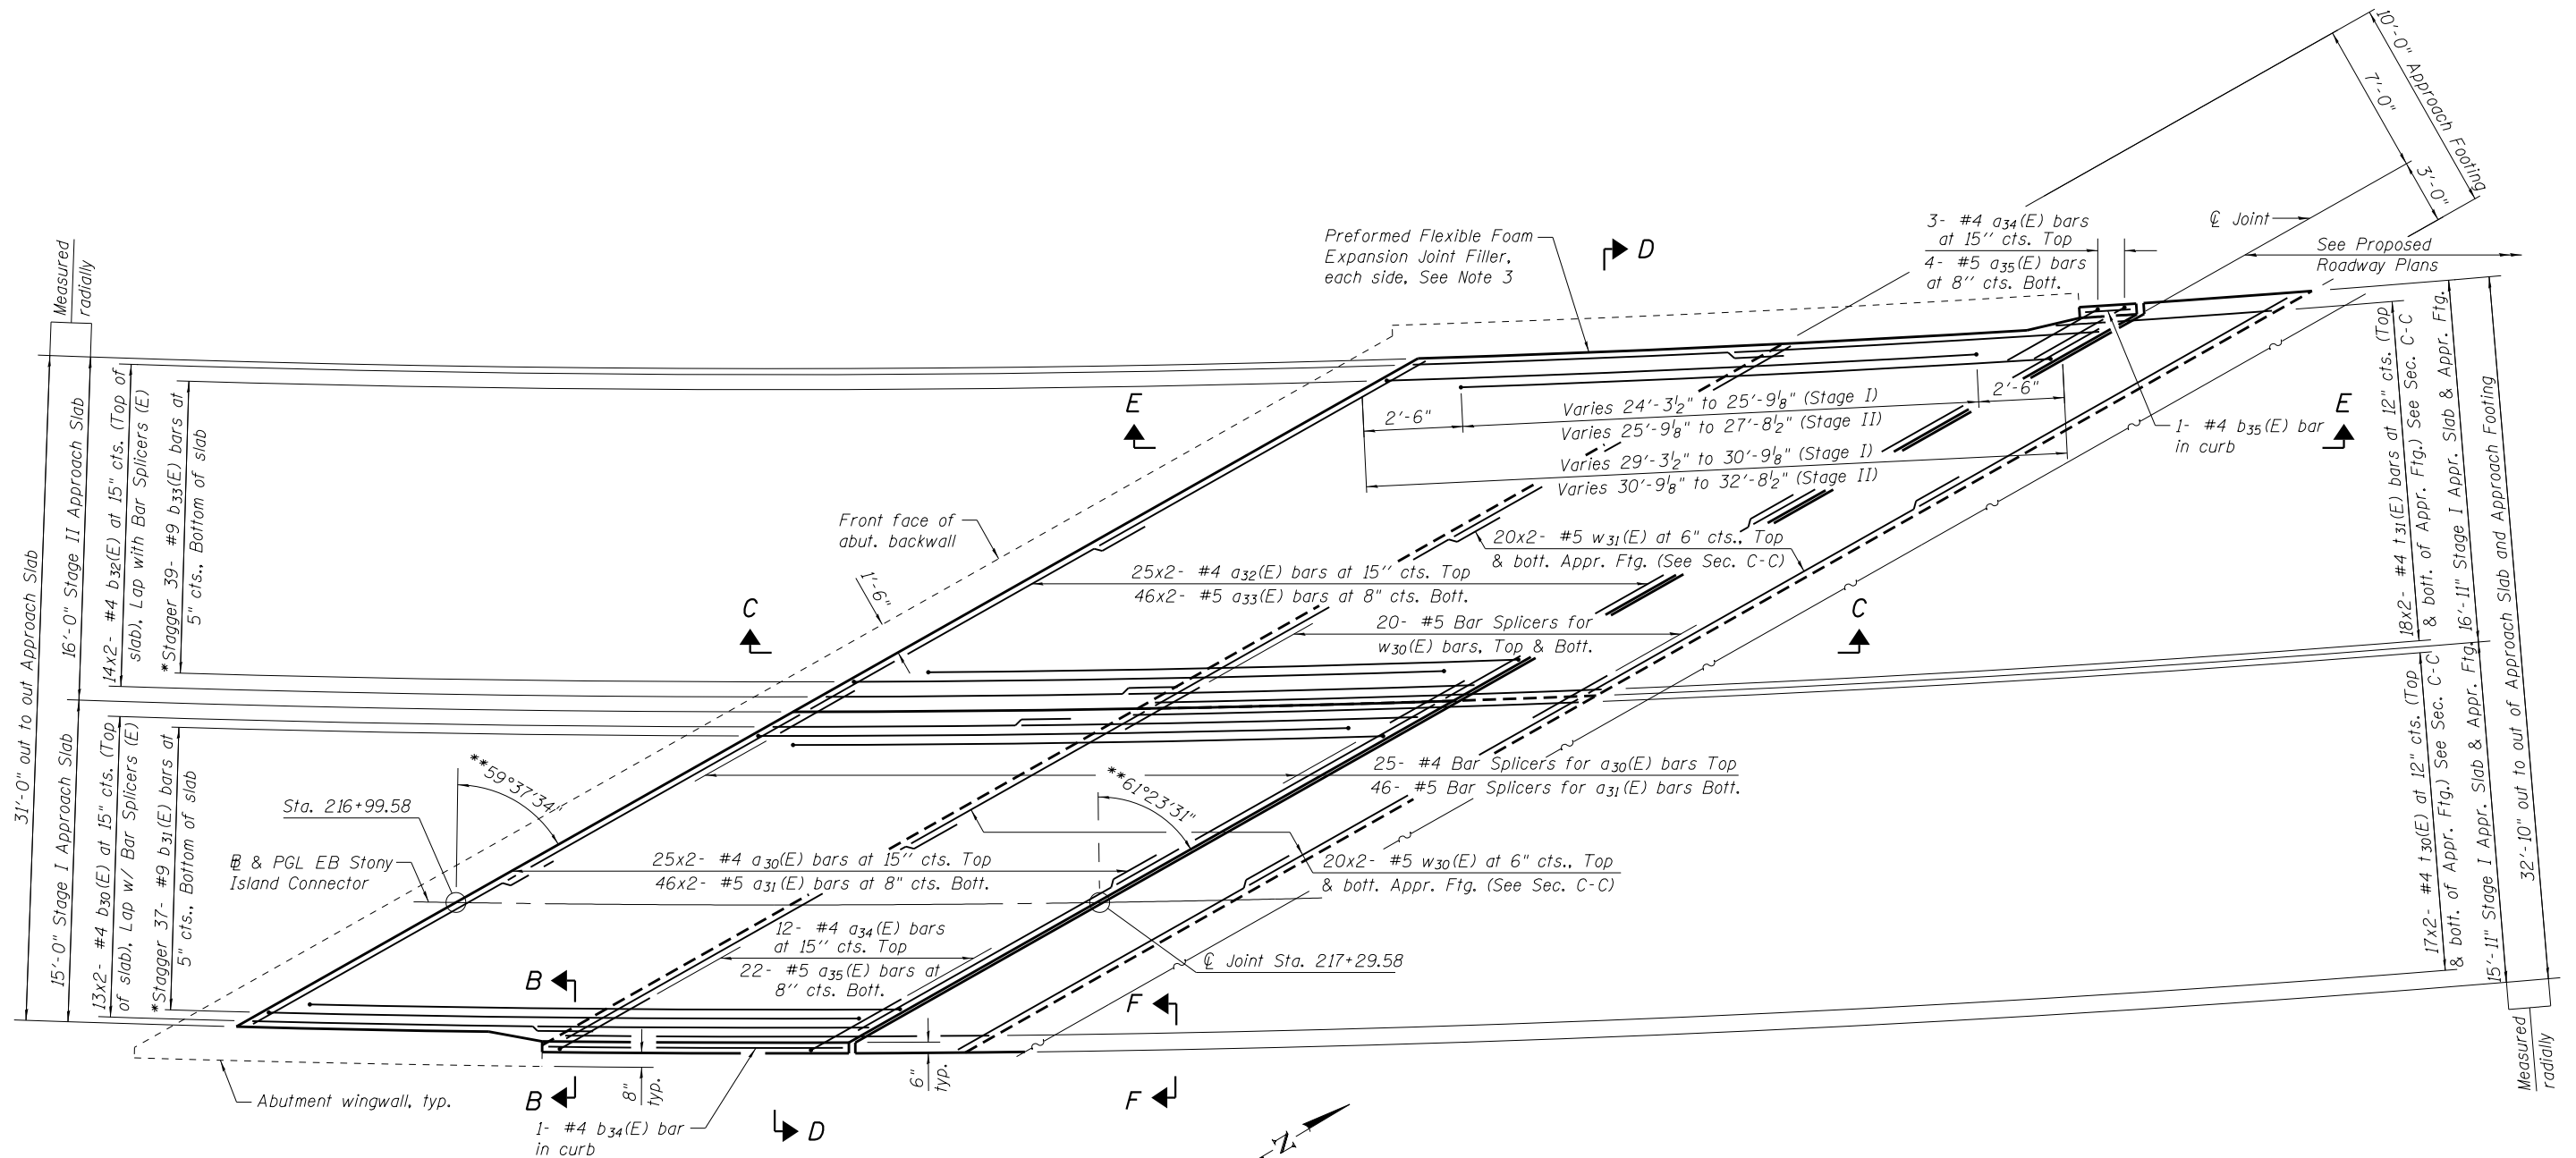 10'-0" Approach Footing
7'-0"
3'-0"
℄ Joint
See Proposed
Roadway Plans
3- #4 a34(E) bars
at 15'' cts. Top
4- #5 a35(E) bars
at 8'' cts. Bott.
Preformed Flexible Foam
Expansion Joint Filler,
each side, See Note 3
D
Measured
radially
31'-0" out to out Approach Slab
16'-0" Stage II Approach Slab
15'-0" Stage I Approach Slab
14x2- #4 b32(E) at 15" cts. (Top of
slab), Lap with Bar Splicers (E)
*Stagger 39- #9 b33(E) bars at
5" cts., Bottom of slab
13x2- #4 b30(E) at 15" cts. (Top
of slab), Lap w/ Bar Splicers (E)
*Stagger 37- #9 b31(E) bars at
5" cts., Bottom of slab
E
2'-6"
Varies 24'-3½" to 25'-9⅛" (Stage I)
Varies 25'-9⅛" to 27'-8½" (Stage II)
2'-6"
Varies 29'-3½" to 30'-9⅛" (Stage I)
Varies 30'-9⅛" to 32'-8½" (Stage II)
1- #4 b35(E) bar
in curb
E
Front face of
abut. backwall
1'-6"
20x2- #5 w31(E) at 6" cts., Top
& bott. Appr. Ftg. (See Sec. C-C)
25x2- #4 a32(E) bars at 15'' cts. Top
46x2- #5 a33(E) bars at 8" cts. Bott.
C
C
20- #5 Bar Splicers for
w30(E) bars, Top & Bott.
18x2- #4 t31(E) bars at 12" cts. (Top
& bott. of Appr. Ftg.) See Sec. C-C
16'-11" Stage I Appr. Slab & Appr. Ftg.
17x2- #4 t30(E) at 12" cts. (Top
& bott. of Appr. Ftg.) See Sec. C-C
15'-11" Stage I Appr. Slab & Appr. Ftg.
32'-10" out to out of Approach Slab and Approach Footing
**59°37'34"
**61°23'31"
25- #4 Bar Splicers for a30(E) bars Top
46- #5 Bar Splicers for a31(E) bars Bott.
Sta. 216+99.58
℄ & PGL EB Stony
Island Connector
25x2- #4 a30(E) bars at 15'' cts. Top
46x2- #5 a31(E) bars at 8" cts. Bott.
20x2- #5 w30(E) at 6" cts., Top
& bott. Appr. Ftg. (See Sec. C-C)
12- #4 a34(E) bars
at 15'' cts. Top
22- #5 a35(E) bars at
8'' cts. Bott.
℄ Joint Sta. 217+29.58
B
F
8"
typ.
6"
typ.
Abutment wingwall, typ.
B
F
1- #4 b34(E) bar
in curb
D
N
Measured
radially